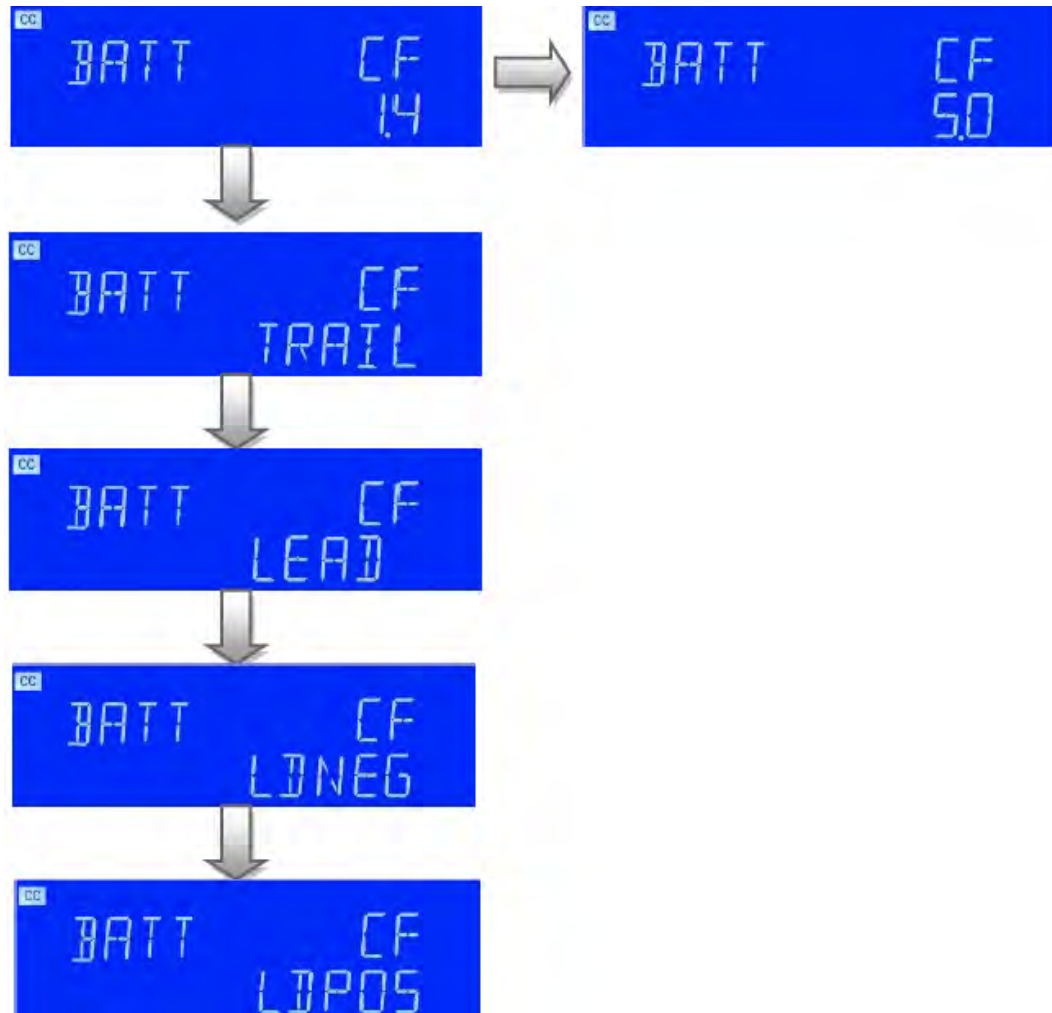 CC
BATT CF
1.4
CC
BATT CF
5.0
CC
BATT CF
TRAIL
CC
BATT CF
LEAD
CC
BATT CF
LDNEG
CC
BATT CF
LDPOS